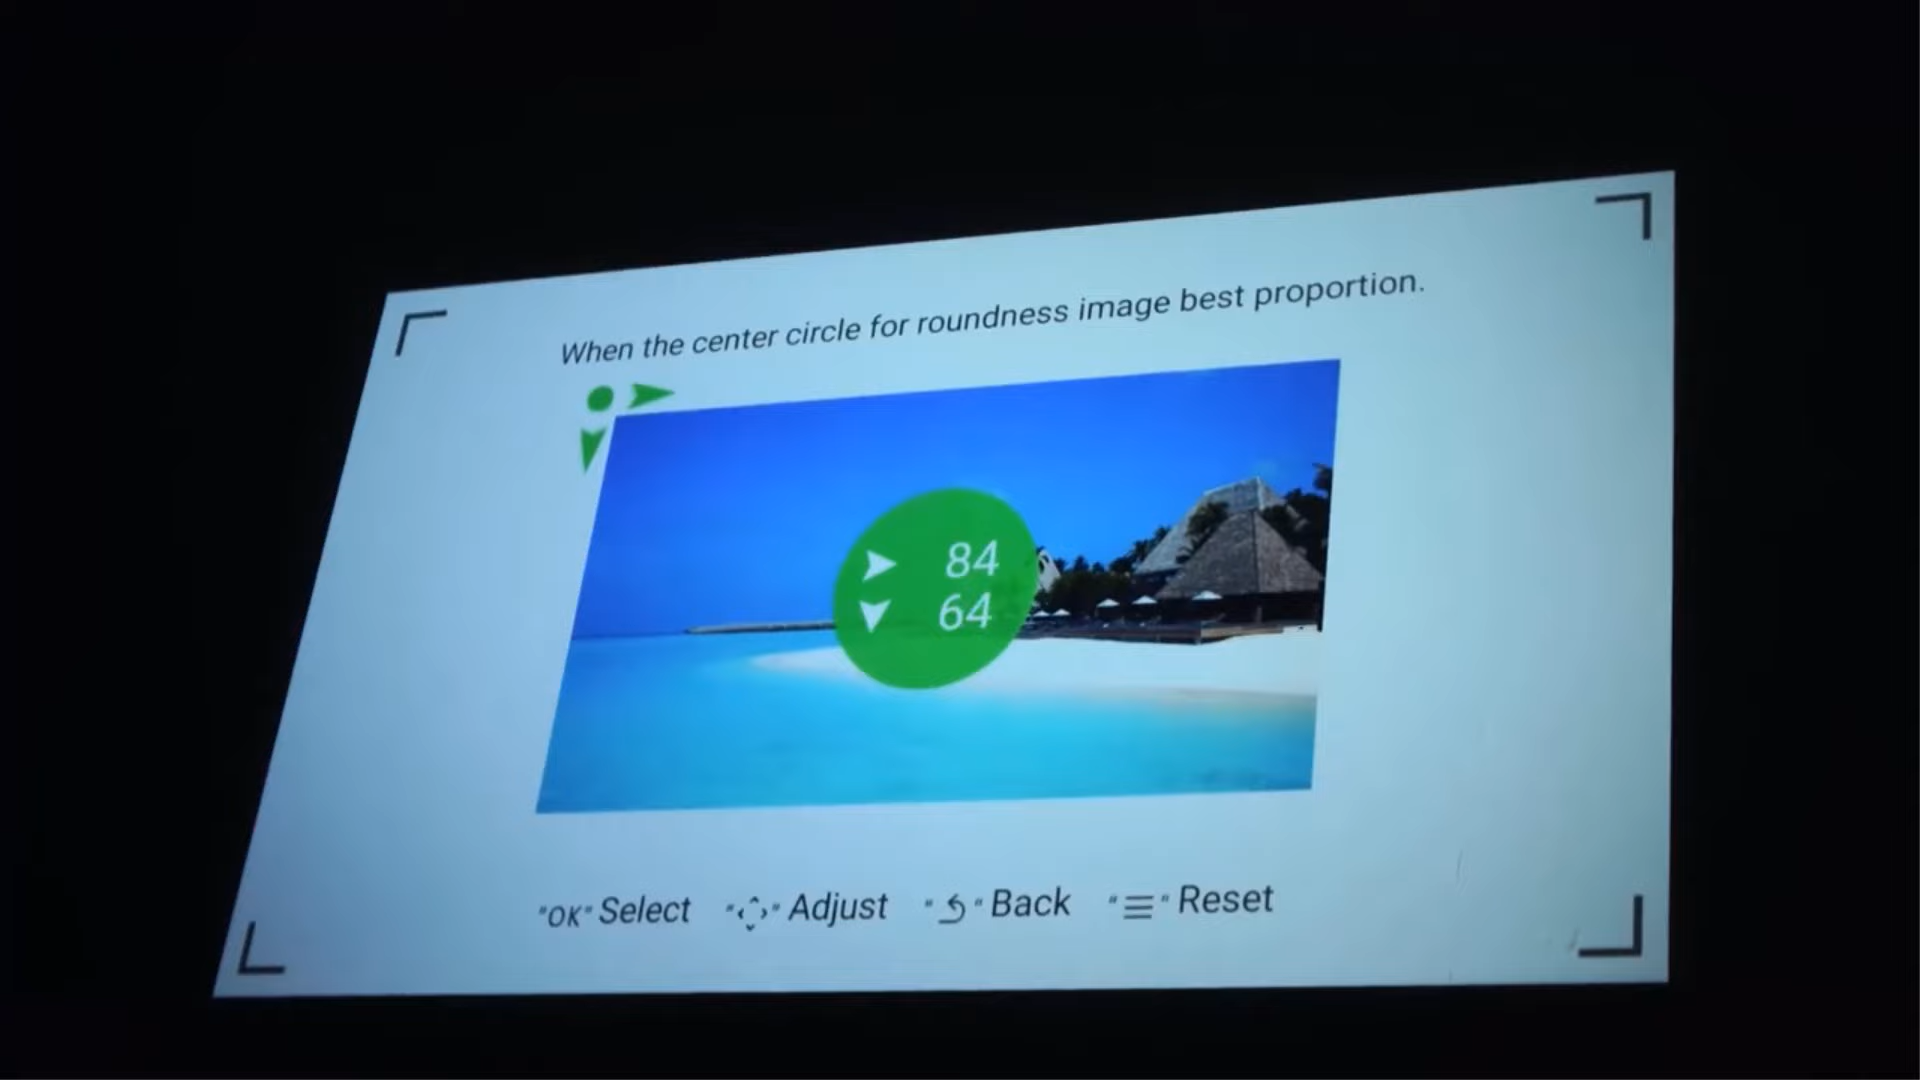 When the center circle for roundness image best proportion.
84
64
"OK" Select " " Adjust " " Back " " Reset